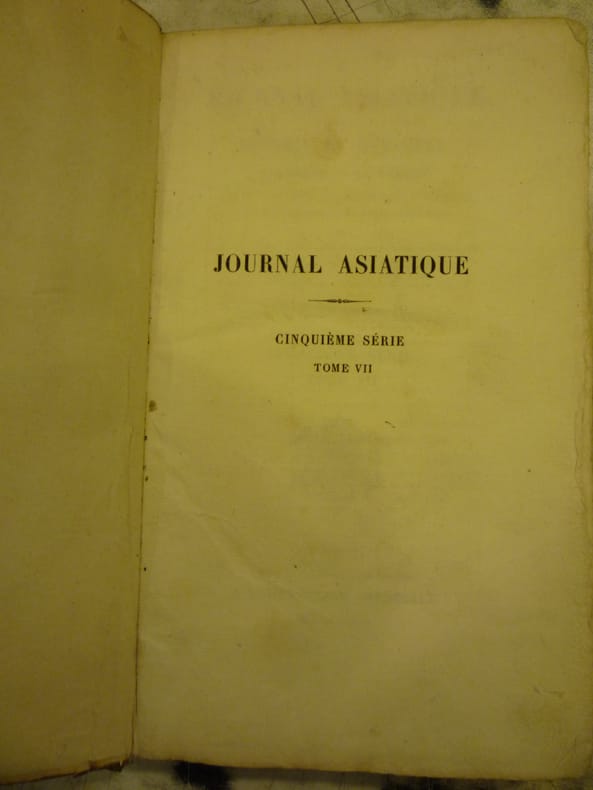 JOURNAL ASIATIQUE
CINQUIÈME SÉRIE
TOME VII